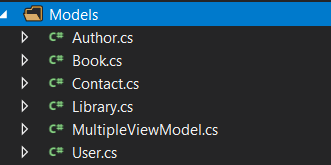 Models
C# Author.cs
C# Book.cs
C# Contact.cs
C# Library.cs
C# MultipleViewModel.cs
C# User.cs